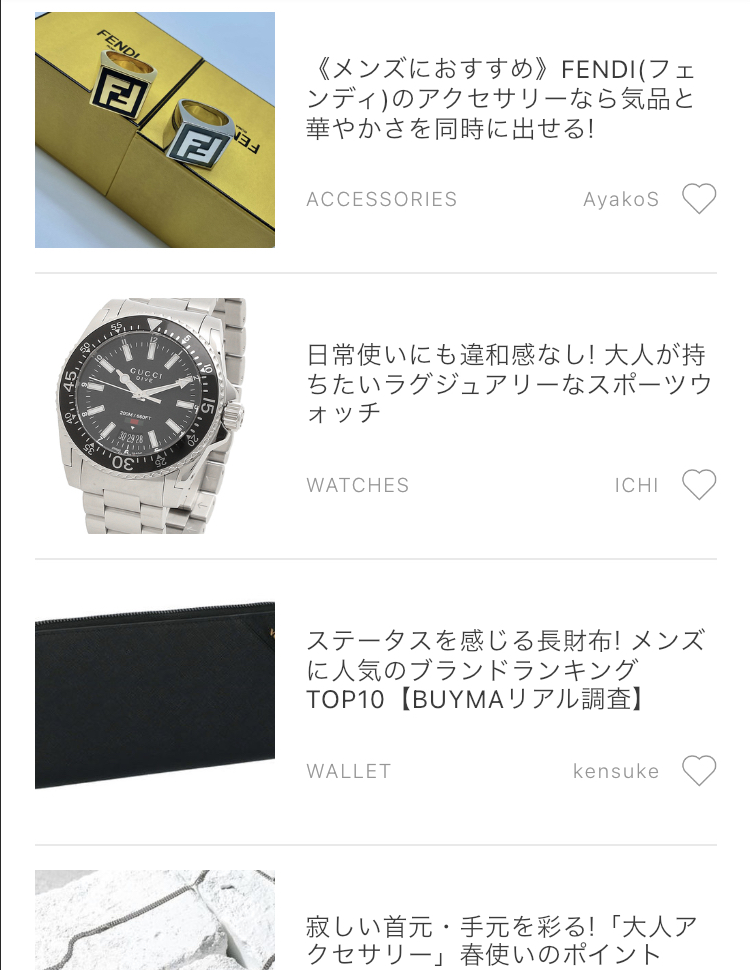 FENDI
FEN
《メンズにおすすめ》FENDI(フェ
ンディ)のアクセサリーなら気品と
華やかさを同時に出せる!
ACCESSORIES
AyakoS
GUCCI
DIVE
200M/660FT
日常使いにも違和感なし! 大人が持
ちたいラグジュアリーなスポーツウ
ォッチ
WATCHES
ICHI
ステータスを感じる長財布! メンズ
に人気のブランドランキング
TOP10【BUYMAリアル調査】
WALLET
kensuke
寂しい首元・手元を彩る!「大人ア
クセサリー」春使いのポイント